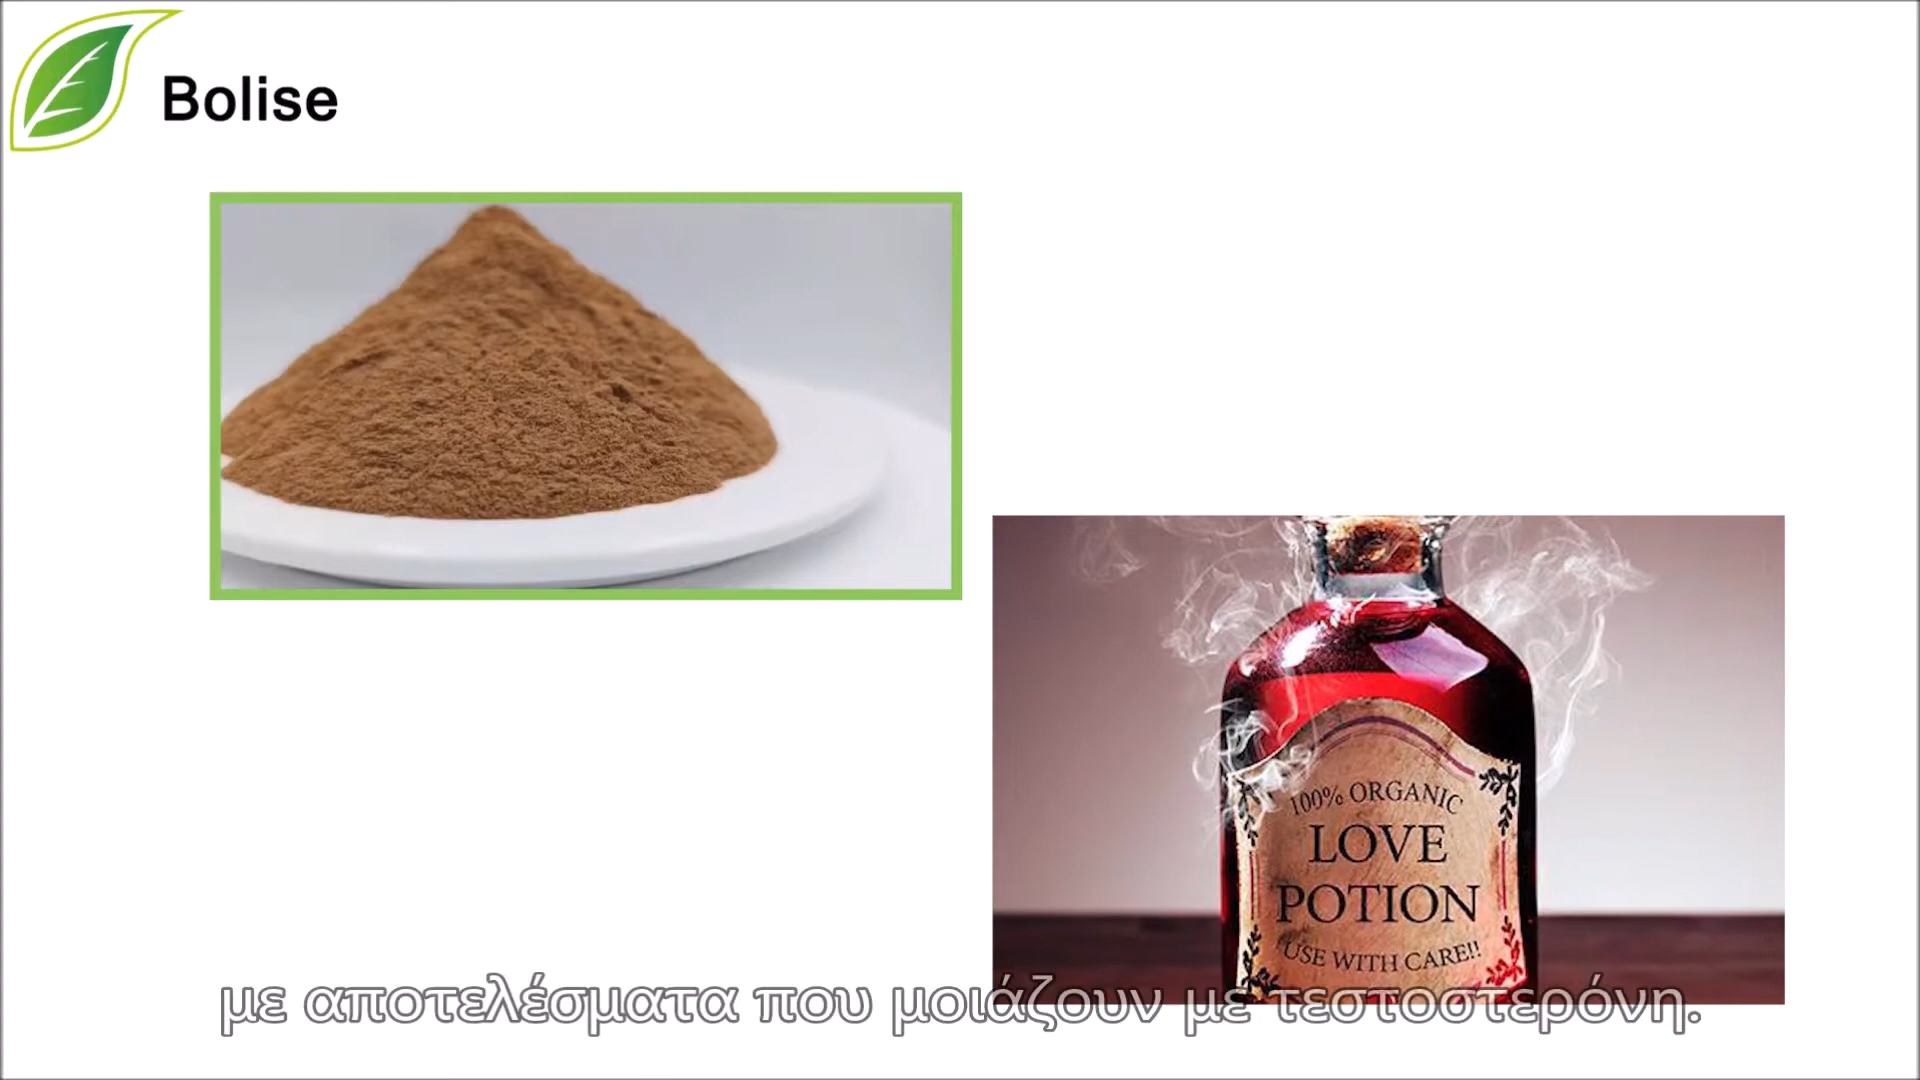 Bolise
100% ORGANIC
LOVE
POTION
USE WITH CARE!!
με αποτελέσματα που μοιάζουν με τεστοστερόνη.